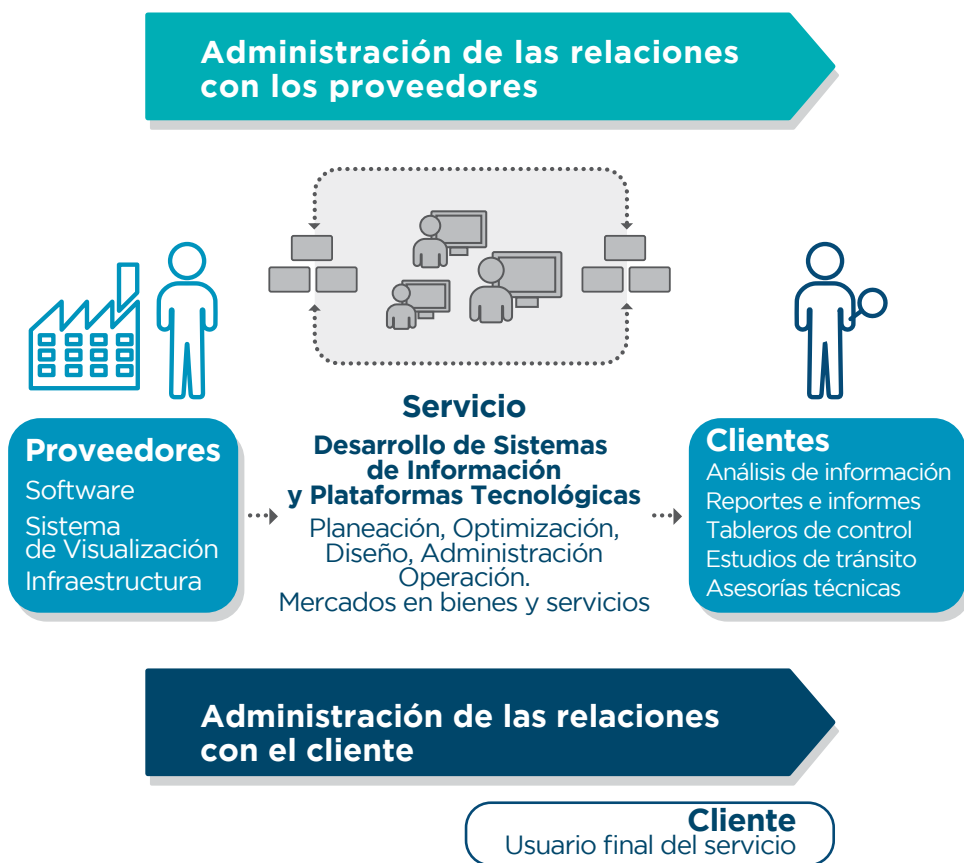 Administración de las relaciones
con los proveedores
Proveedores
Software
Sistema
de Visualización
Infraestructura
Servicio
Desarrollo de Sistemas
de Información
y Plataformas Tecnológicas
Planeación, Optimización,
Diseño, Administración
Operación.
Mercados en bienes y servicios
Clientes
Análisis de información
Reportes e informes
Tableros de control
Estudios de tránsito
Asesorías técnicas
Administración de las relaciones
con el cliente
Cliente
Usuario final del servicio